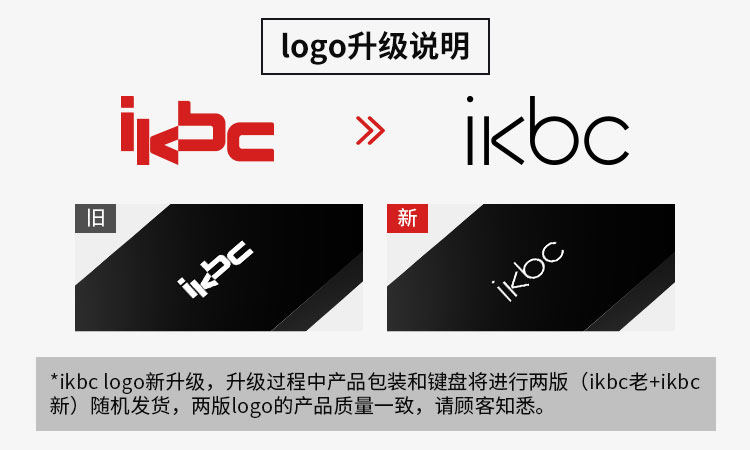 logo升级说明
ikbc
ikbc
旧
ikbc
新
ikbc
*ikbc logo新升级，升级过程中产品包装和键盘将进行两版（ikbc老+ikbc
新）随机发货，两版logo的产品质量一致，请顾客知悉。